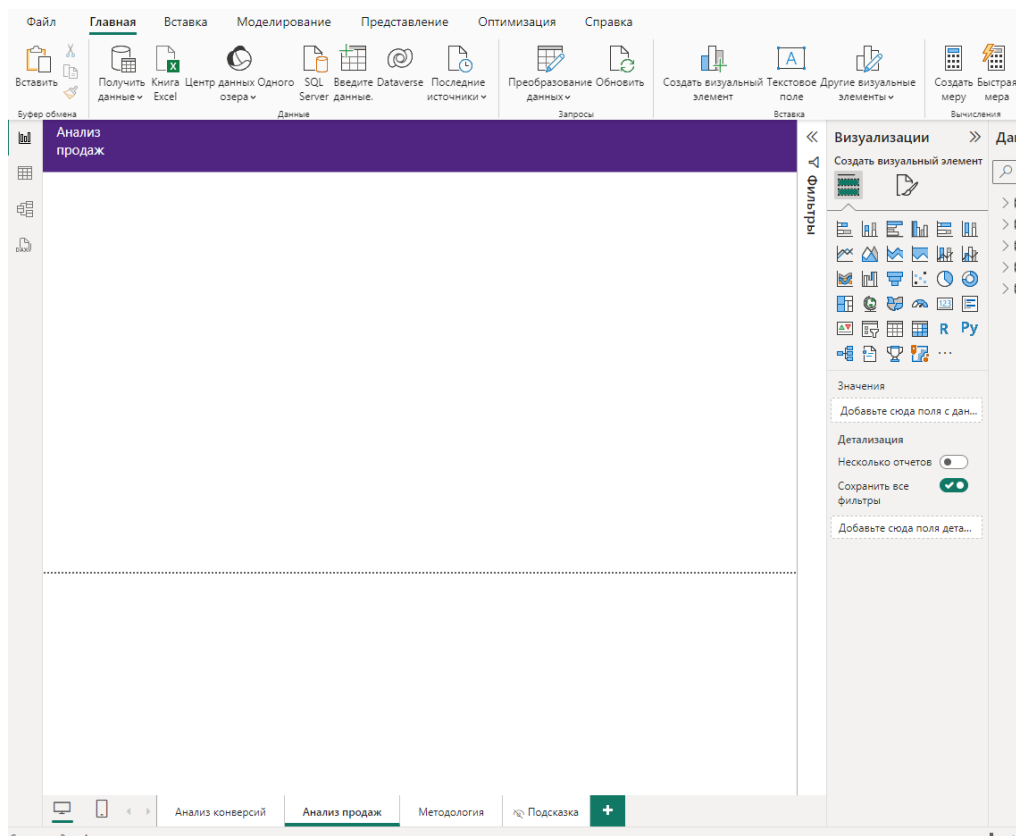 Файл Главная Вставка Моделирование Представление Оптимизация Справка
Вставить Получить Книга Центр данных Одного SQL Введите Dataverse Последние Преобразование Обновить Создать визуальный Текстовое Другие визуальные Создать Быстрая
данные Excel озера Server данные. источники данных элемент поле элементы меру мера
Буфер обмена Данные Запросы Вставка Вычисления
Анализ
продаж
Фильтры
Визуализации
Создать визуальный элемент
123
R Py
Значения
Добавьте сюда поля с дан...
Детализация
Несколько отчетов
Сохранить все
фильтры
Добавьте сюда поля дета...
Анализ конверсий Анализ продаж Методология Подсказка +